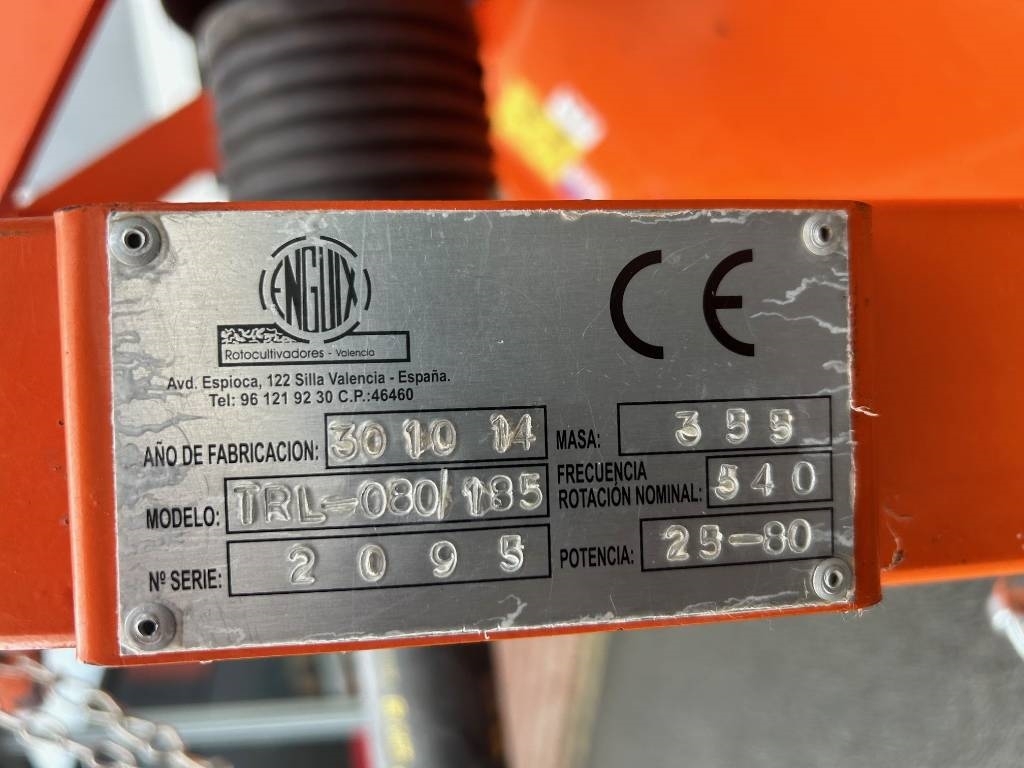 ENGUIX
Rotocultivadores - Valencia
Avd. Espioca, 122 Silla Valencia - España.
Tel: 96 121 92 30 C.P.:46460
CE
AÑO DE FABRICACION: 30 10 14
MODELO: TRL-080/185
Nº SERIE: 2095
MASA: 355
FRECUENCIA
ROTACIÓN NOMINAL: 540
POTENCIA: 25-80